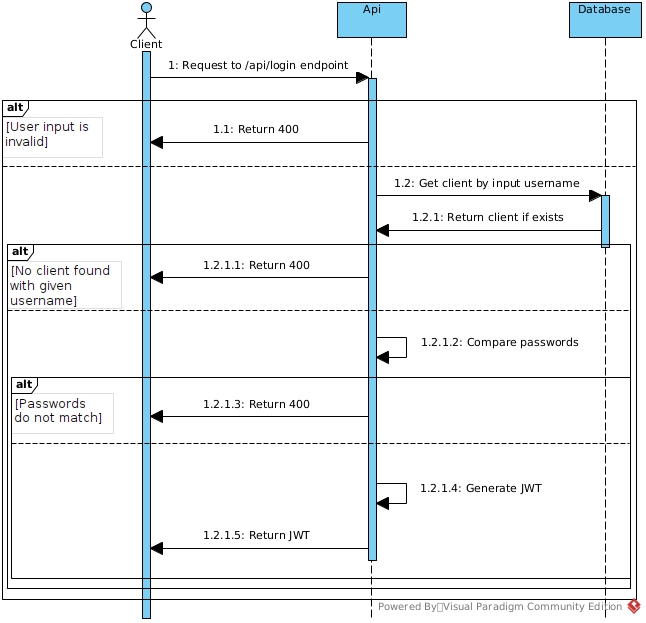 Client
Api
Database
1: Request to /api/login endpoint
alt
[User input is
invalid]
1.1: Return 400
1.2: Get client by input username
1.2.1: Return client if exists
alt
[No client found
with given
username]
1.2.1.1: Return 400
1.2.1.2: Compare passwords
alt
[Passwords
do not match]
1.2.1.3: Return 400
1.2.1.4: Generate JWT
1.2.1.5: Return JWT
Powered By Visual Paradigm Community Edition